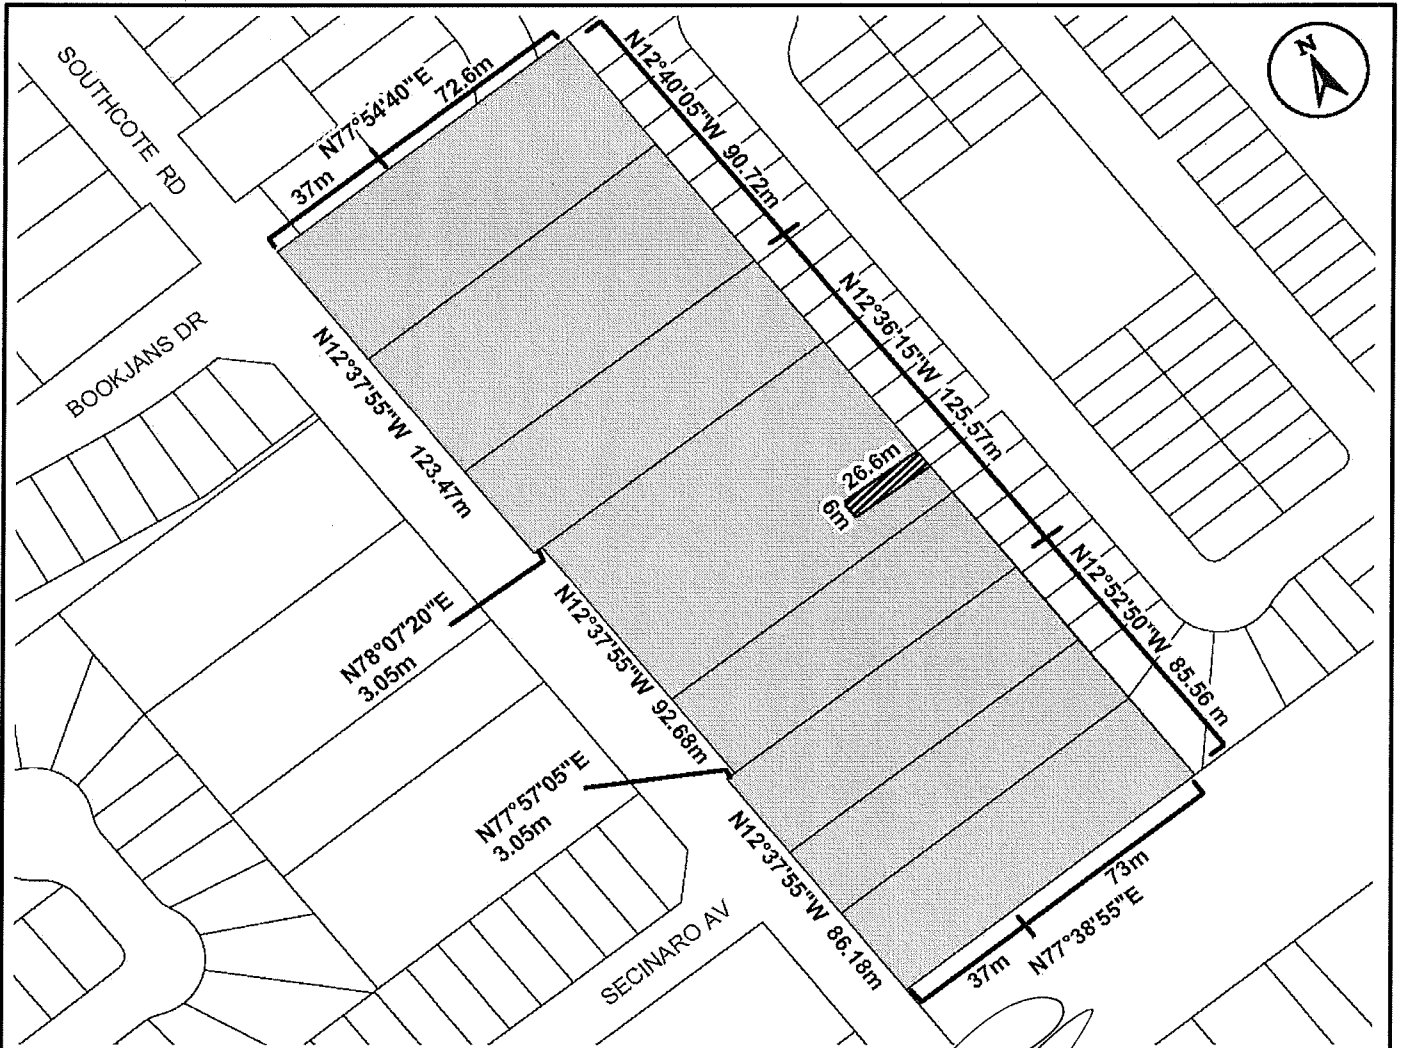 SOUTHCOTE RD
N77°54'40"E
72.6m
37m
N12°40'05"W 90.72m
N
BOOKJANS DR
N12°37'55"W 123.47m
N12°36'15"W 125.57m
26.6m
6m
N78°07'20"E
3.05m
N12°37'55"W 92.68m
N12°52'50"W 85.56 m
N77°57'05"E
3.05m
N12°37'55"W 86.18m
73m
37m
N77°38'55"E
SECINARO AV